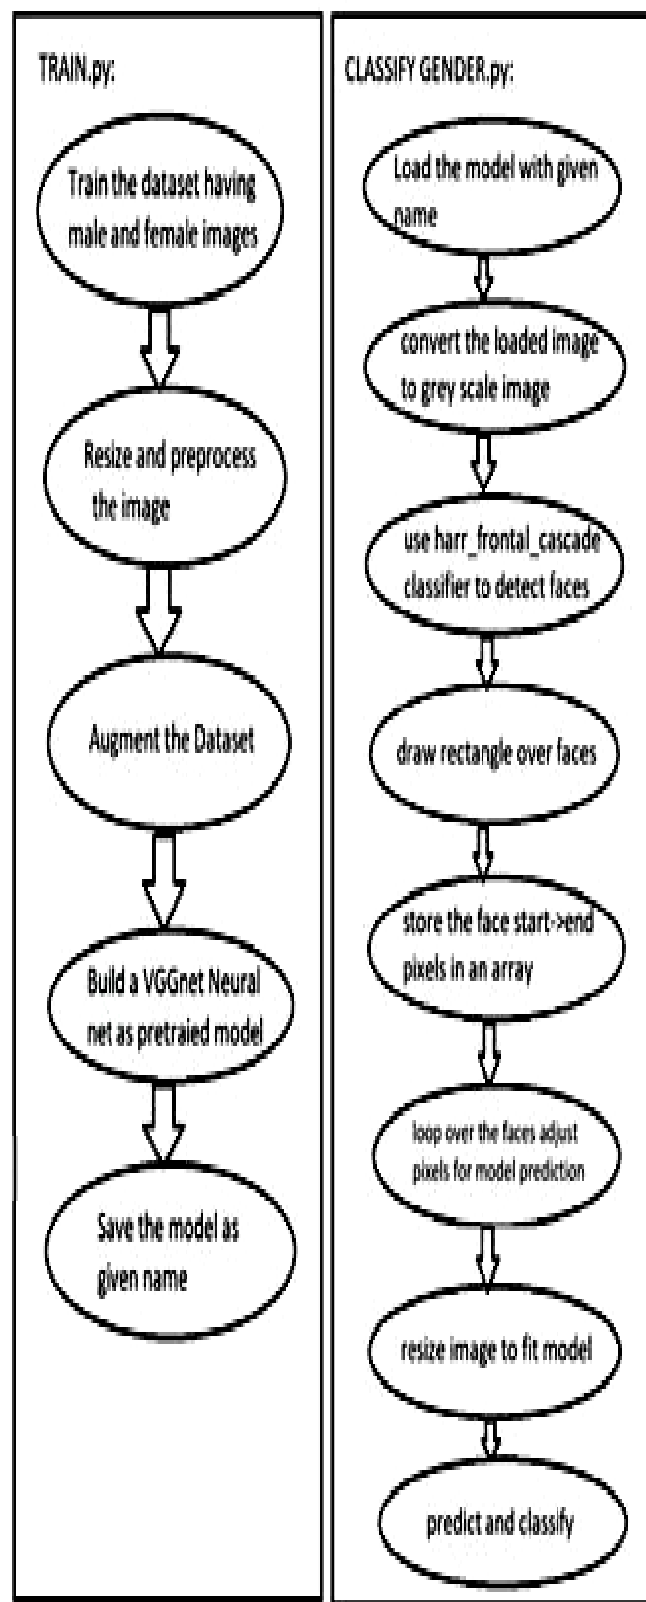 TRAIN.py:
Train the dataset having
male and female images
Resize and preprocess
the image
Augment the Dataset
Build a VGGnet Neural
net as pretraied model
Save the model as
given name
CLASSIFY GENDER.py:
Load the model with given
name
convert the loaded image
to grey scale image
use harr_frontal_cascade
classifier to detect faces
draw rectangle over faces
store the face start->end
pixels in an array
loop over the faces adjust
pixels for model prediction
resize image to fit model
predict and classify